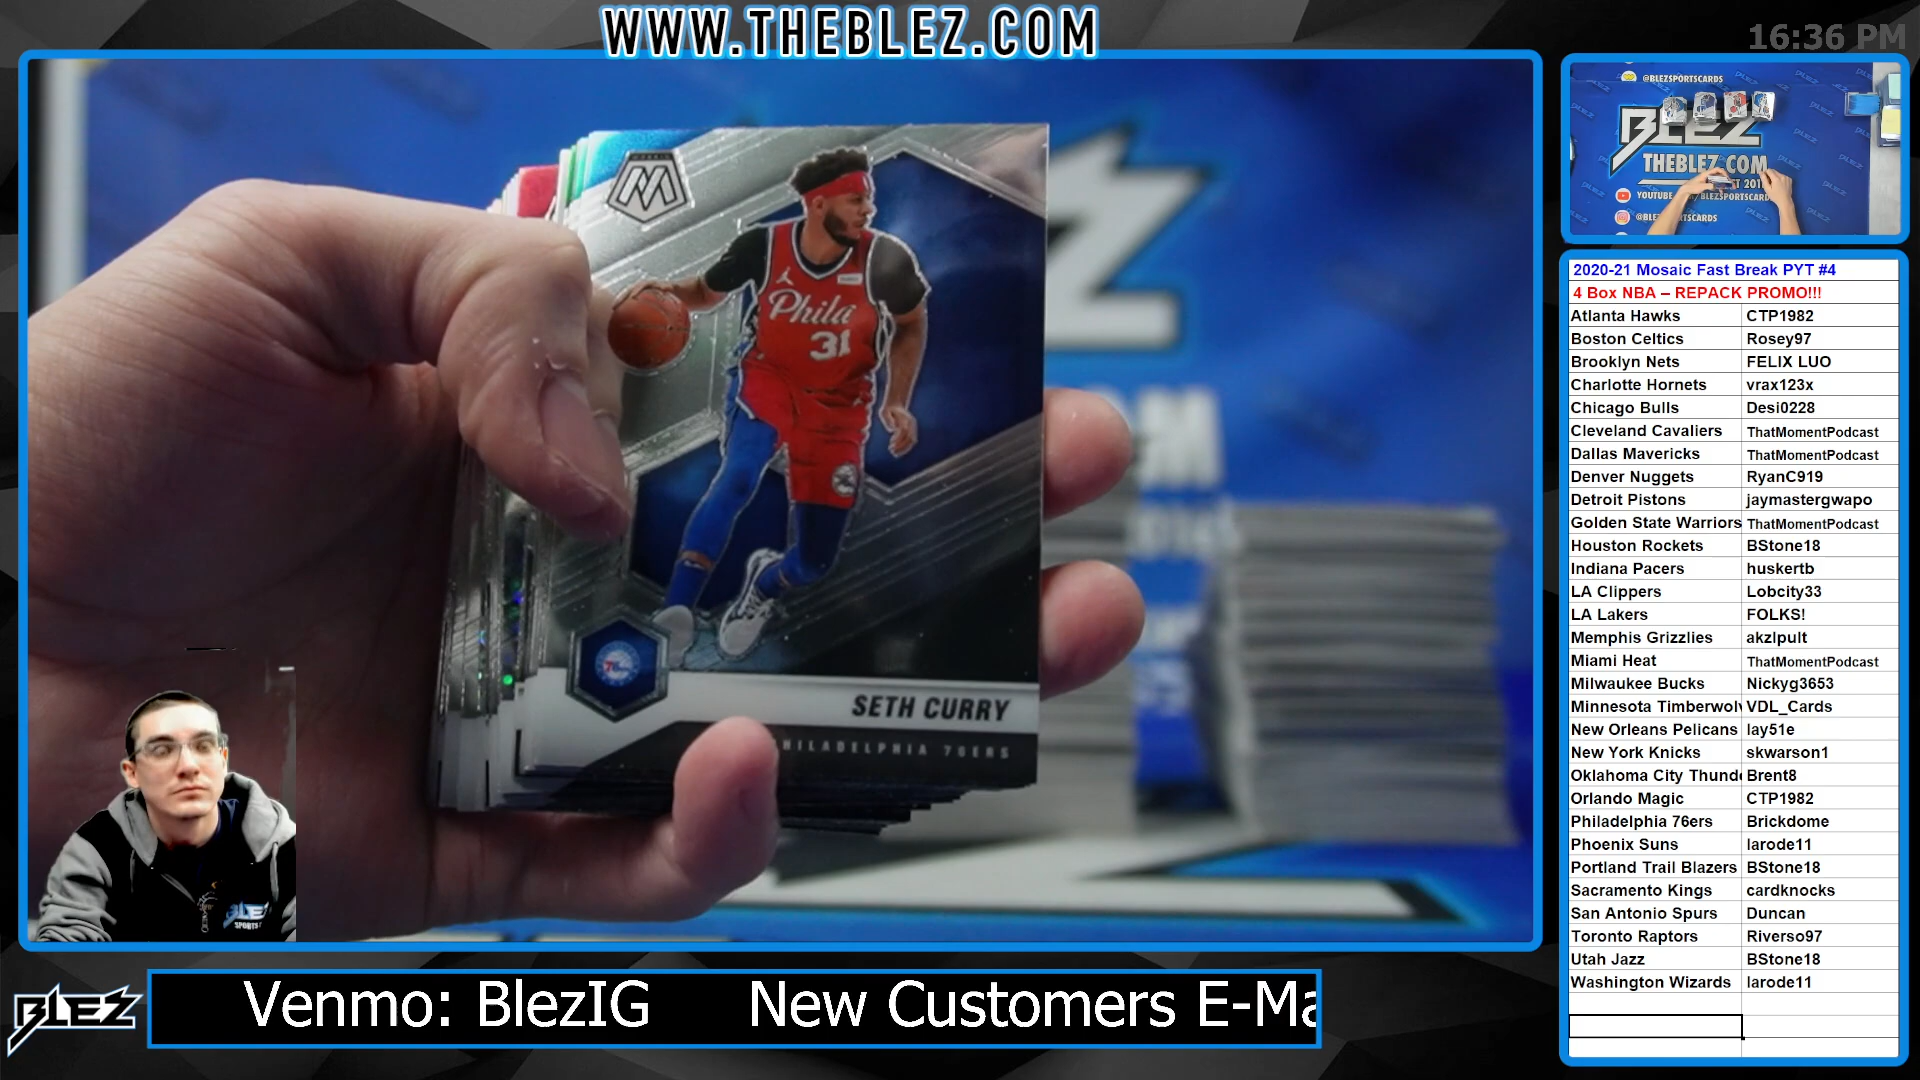 WWW.THEBLEZ.COM
16:36 PM
@BLEZSPORTSCARDS
BLEZ
THEBLEZ.COM
Phila
31
SETH CURRY
PHILADELPHIA 76ERS
BLEZ
2020-21 Mosaic Fast Break PYT #4
4 Box NBA – REPACK PROMO!!!
Atlanta Hawks CTP1982
Boston Celtics Rosey97
Brooklyn Nets FELIX LUO
Charlotte Hornets vrax123x
Chicago Bulls Desi0228
Cleveland Cavaliers ThatMomentPodcast
Dallas Mavericks ThatMomentPodcast
Denver Nuggets RyanC919
Detroit Pistons jaymastergwapo
Golden State Warriors ThatMomentPodcast
Houston Rockets BStone18
Indiana Pacers huskertb
LA Clippers Lobcity33
LA Lakers FOLKS!
Memphis Grizzlies akzlpult
Miami Heat ThatMomentPodcast
Milwaukee Bucks Nickyg3653
Minnesota Timberwol VDL_Cards
New Orleans Pelicans lay51e
New York Knicks skwarson1
Oklahoma City Thund Brent8
Orlando Magic CTP1982
Philadelphia 76ers Brickdome
Phoenix Suns larode11
Portland Trail Blazers BStone18
Sacramento Kings cardknocks
San Antonio Spurs Duncan
Toronto Raptors Riverso97
Utah Jazz BStone18
Washington Wizards larode11
BLEZ
Venmo: BlezIG New Customers E-Ma